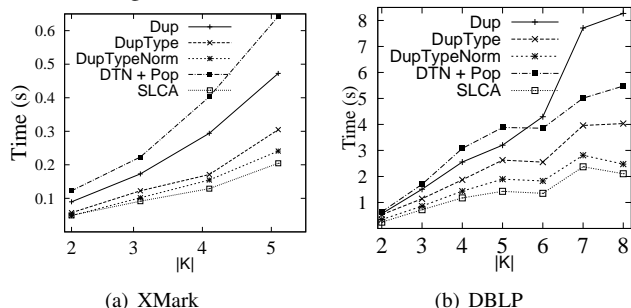 Dup
DupType
DupTypeNorm
DTN + Pop
SLCA
0.6
0.5
0.4
0.3
0.2
0.1
Time (s)
2 3 4 5
|K|
(a) XMark
Dup
DupType
DupTypeNorm
DTN + Pop
SLCA
8
7
6
5
4
3
2
1
Time (s)
2 3 4 5 6 7 8
|K|
(b) DBLP